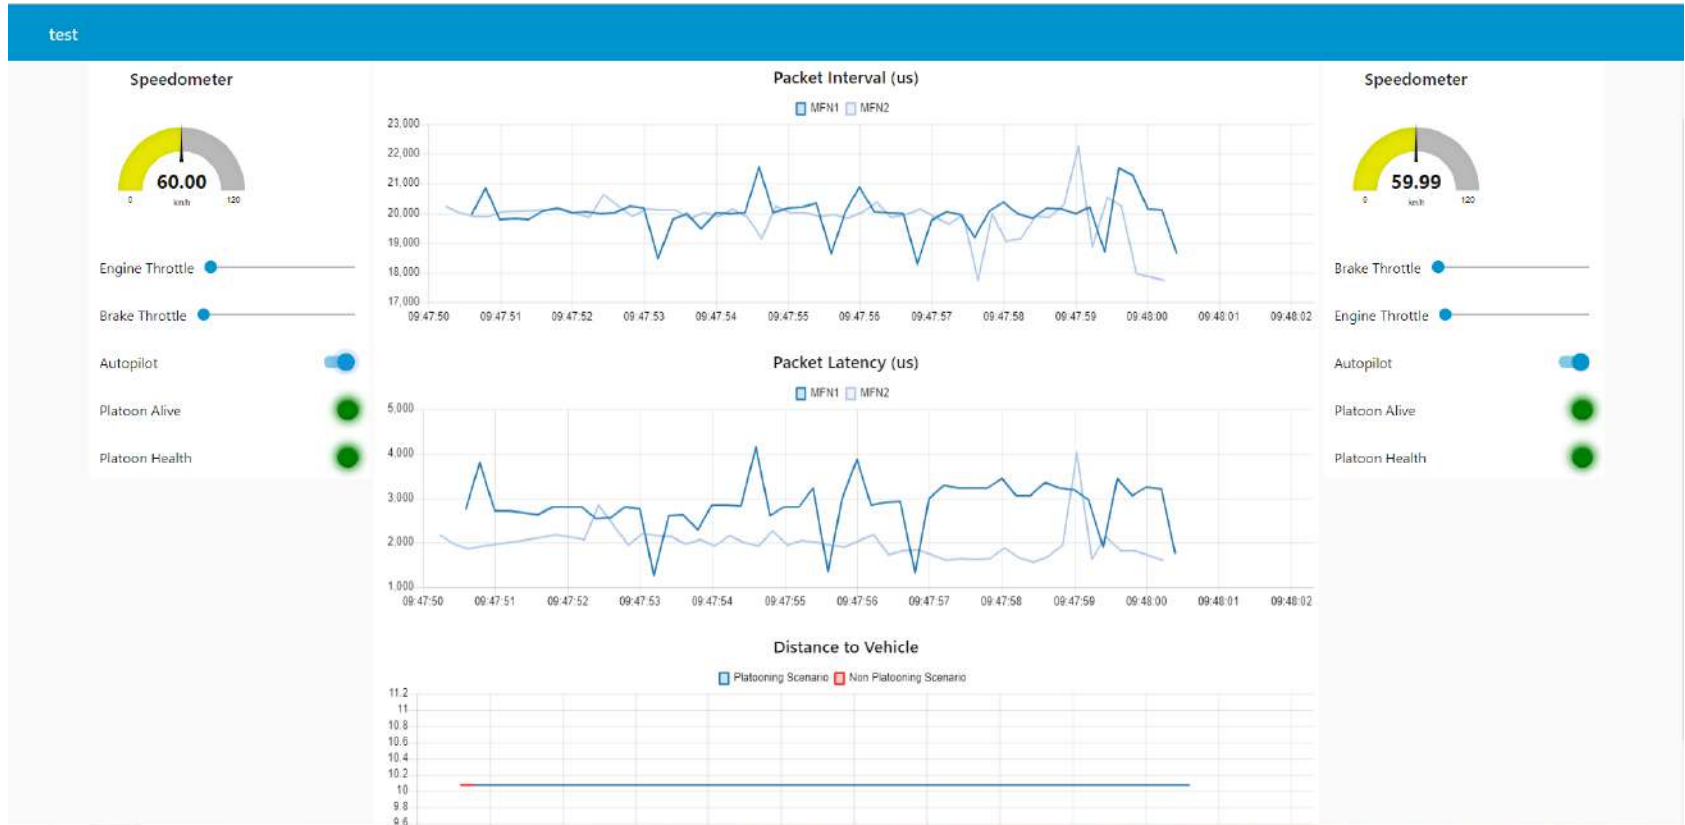 test
Speedometer
60.00
0 km/h 120
Engine Throttle
Brake Throttle
Autopilot
Platoon Alive
Platoon Health
Packet Interval (us)
MFN1 MFN2
23,000
22,000
21,000
20,000
19,000
18,000
17,000
09:47:50 09:47:51 09:47:52 09:47:53 09:47:54 09:47:55 09:47:56 09:47:57 09:47:58 09:47:59 09:48:00 09:48:01 09:48:02
Packet Latency (us)
MFN1 MFN2
5,000
4,000
3,000
2,000
1,000
09:47:50 09:47:51 09:47:52 09:47:53 09:47:54 09:47:55 09:47:56 09:47:57 09:47:58 09:47:59 09:48:00 09:48:01 09:48:02
Distance to Vehicle
Platooning Scenario Non Platooning Scenario
11.2
11
10.8
10.6
10.4
10.2
10
9.8
9.6
Speedometer
59.99
0 km/h 120
Brake Throttle
Engine Throttle
Autopilot
Platoon Alive
Platoon Health